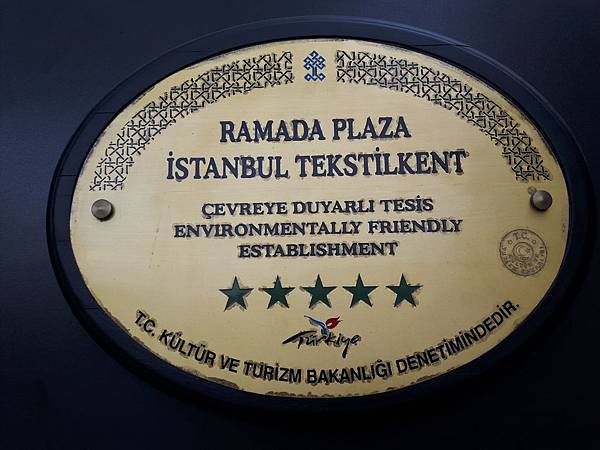 RAMADA PLAZA
İSTANBUL TEKSTİLKENT
ÇEVREYE DUYARLI TESİS
ENVIRONMENTALLY FRIENDLY
ESTABLISHMENT
T.C.
Türkiye
T.C. KÜLTÜR VE TURİZM BAKANLIĞI DENETİMİNDEDİR.